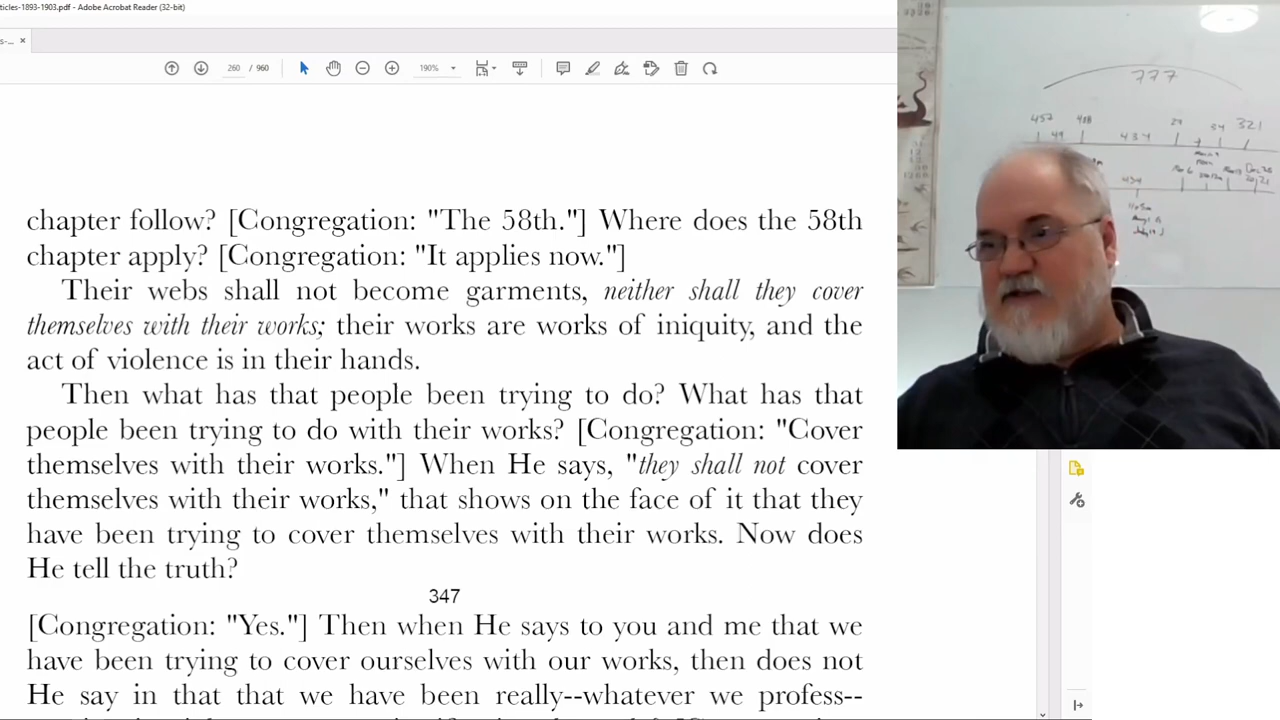 ticles-1893-1903.pdf - Adobe Acrobat Reader (32-bit)
s-... ×
260 / 960
190%
chapter follow? [Congregation: "The 58th."] Where does the 58th
chapter apply? [Congregation: "It applies now."]
Their webs shall not become garments, neither shall they cover
themselves with their works; their works are works of iniquity, and the
act of violence is in their hands.
Then what has that people been trying to do? What has that
people been trying to do with their works? [Congregation: "Cover
themselves with their works."] When He says, "they shall not cover
themselves with their works," that shows on the face of it that they
have been trying to cover themselves with their works. Now does
He tell the truth?
347
[Congregation: "Yes."] Then when He says to you and me that we
have been trying to cover ourselves with our works, then does not
He say in that that we have been really--whatever we profess--
777
457 408 29 34 321
49 434
434